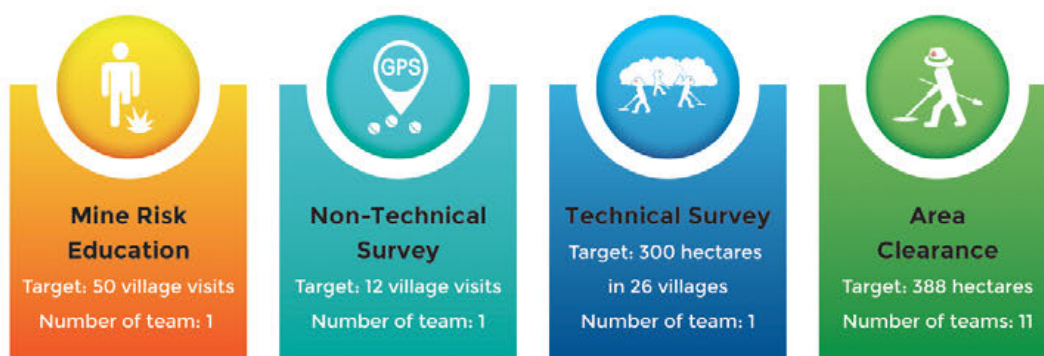 Mine Risk
Education
Target: 50 village visits
Number of team: 1
GPS
Non-Technical
Survey
Target: 12 village visits
Number of team: 1
Technical Survey
Target: 300 hectares
in 26 villages
Number of team: 1
Area
Clearance
Target: 388 hectares
Number of teams: 11